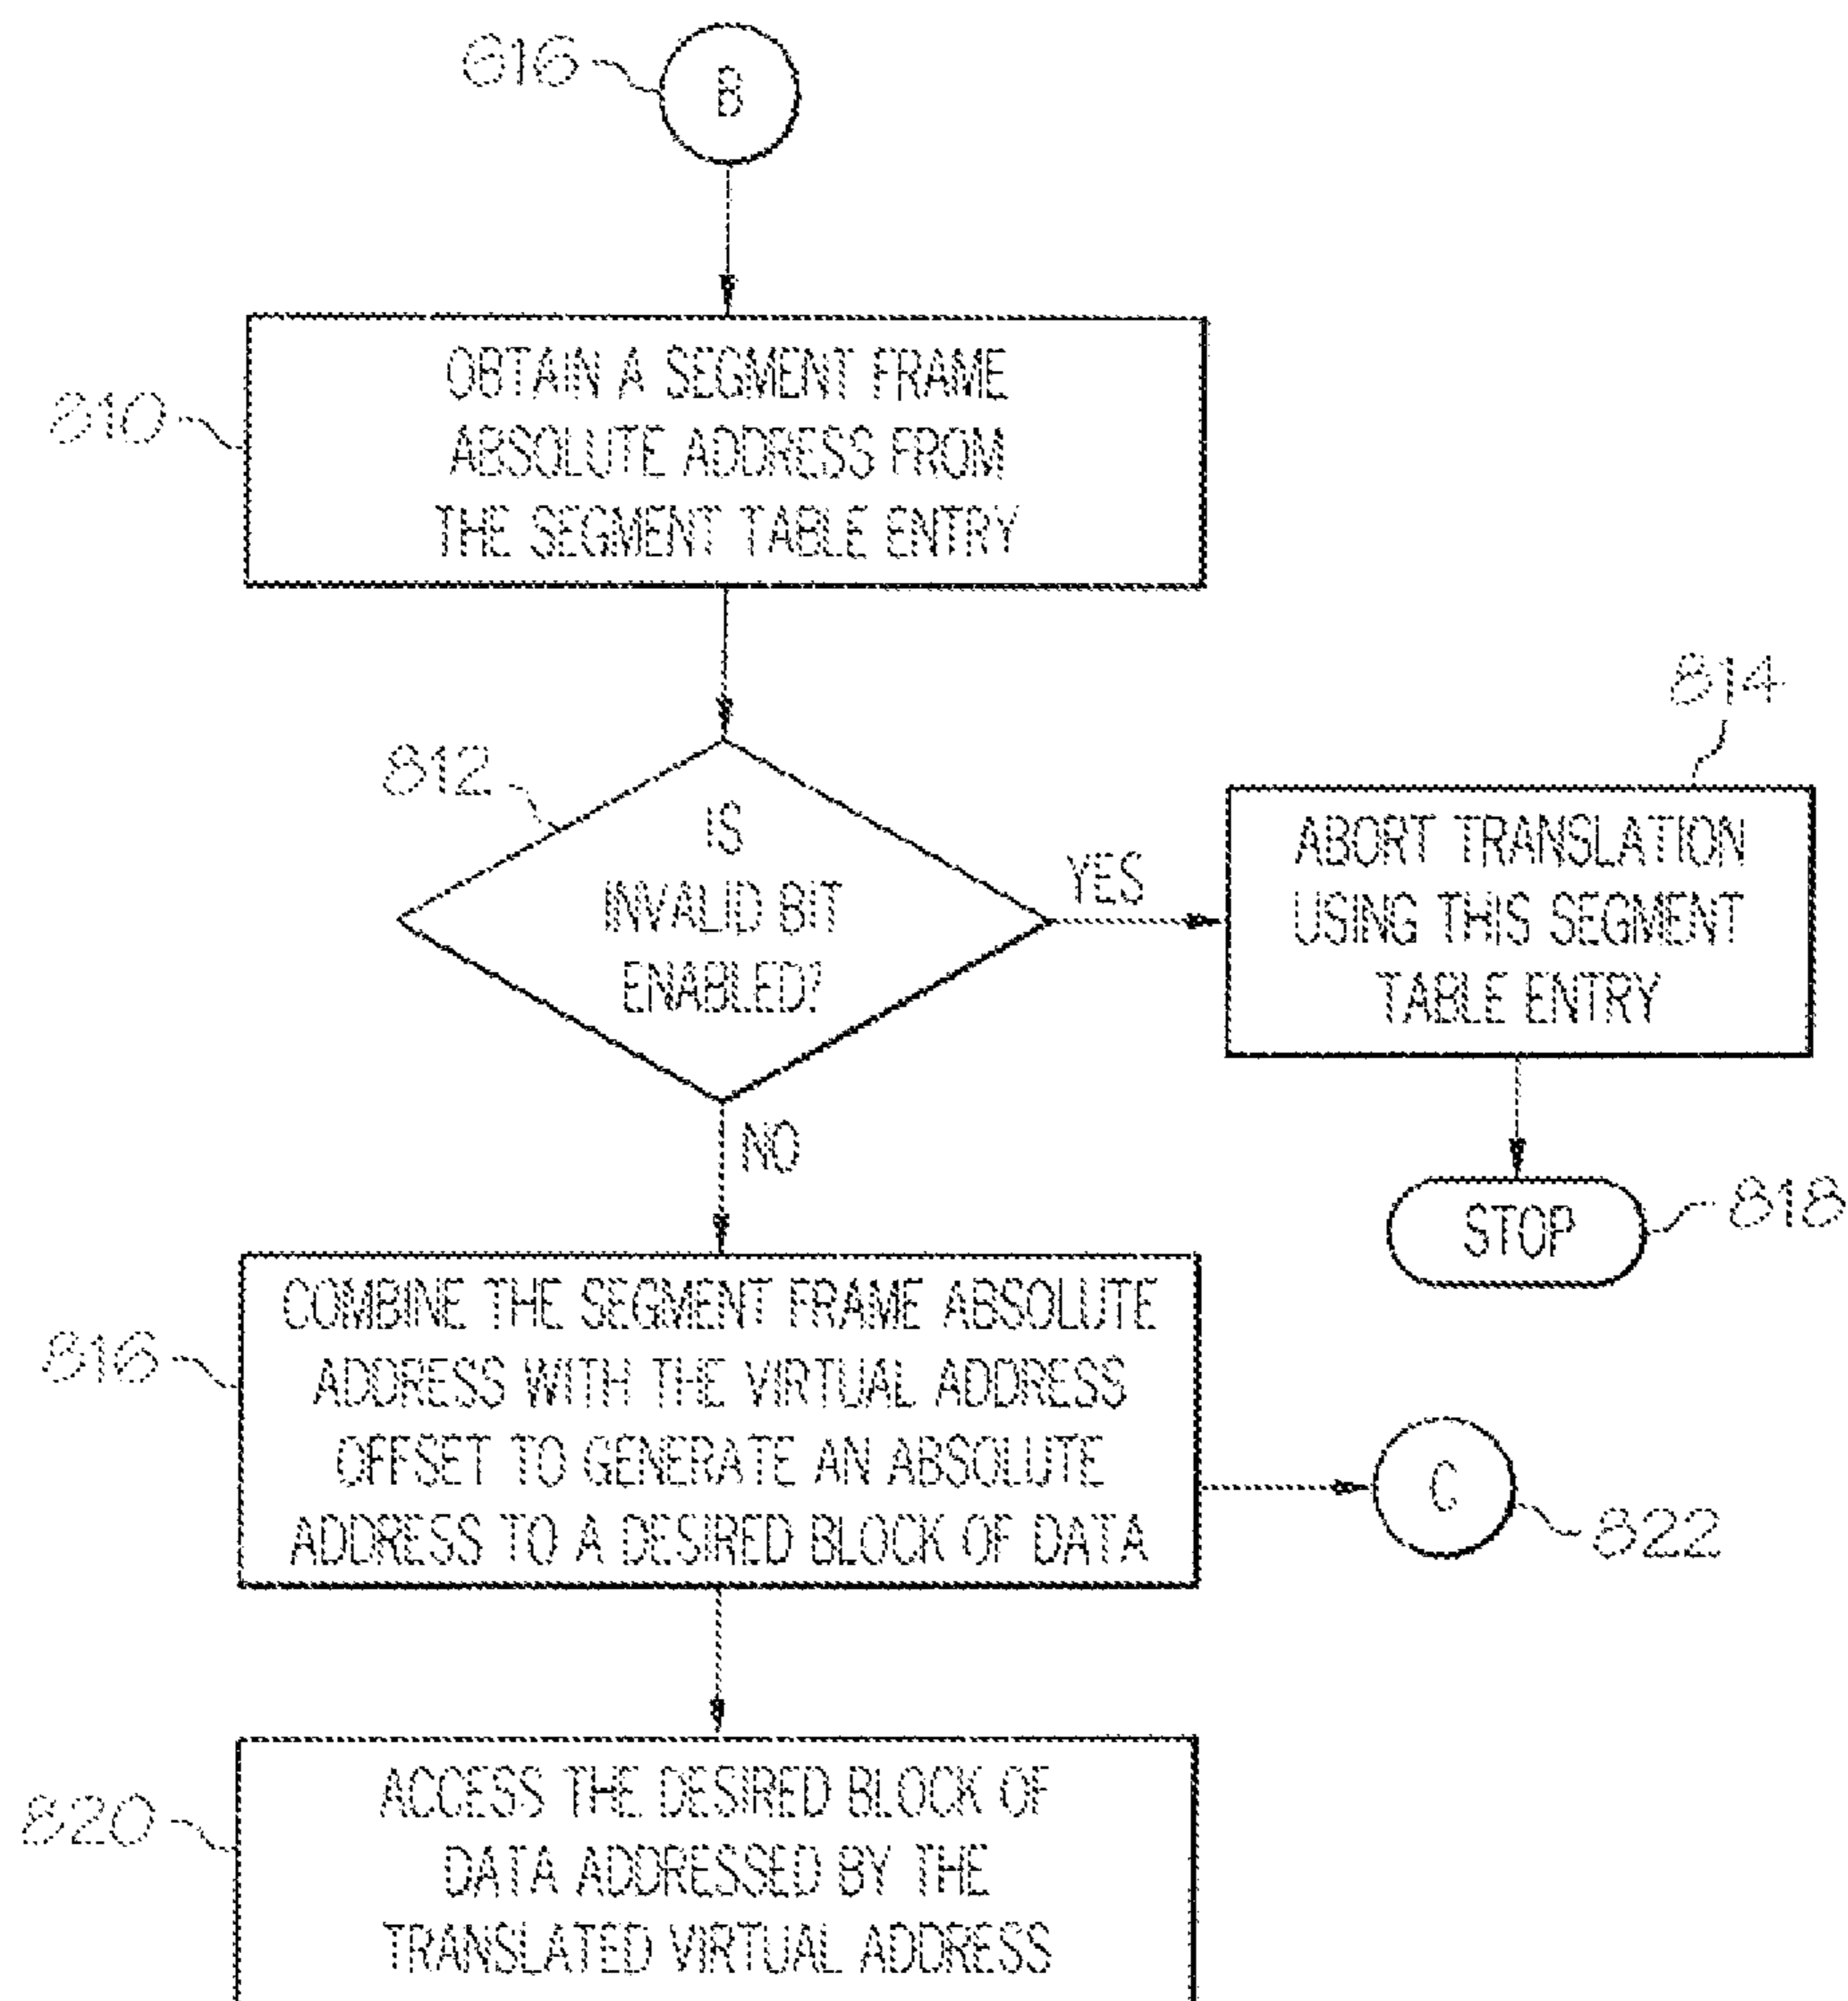 616
B
810
OBTAIN A SEGMENT FRAME
ABSOLUTE ADDRESS FROM
THE SEGMENT TABLE ENTRY
812
IS
INVALID BIT
ENABLED?
YES
814
ABORT TRANSLATION
USING THIS SEGMENT
TABLE ENTRY
STOP
818
NO
816
COMBINE THE SEGMENT FRAME ABSOLUTE
ADDRESS WITH THE VIRTUAL ADDRESS
OFFSET TO GENERATE AN ABSOLUTE
ADDRESS TO A DESIRED BLOCK OF DATA
C
822
820
ACCESS THE DESIRED BLOCK OF
DATA ADDRESSED BY THE
TRANSLATED VIRTUAL ADDRESS